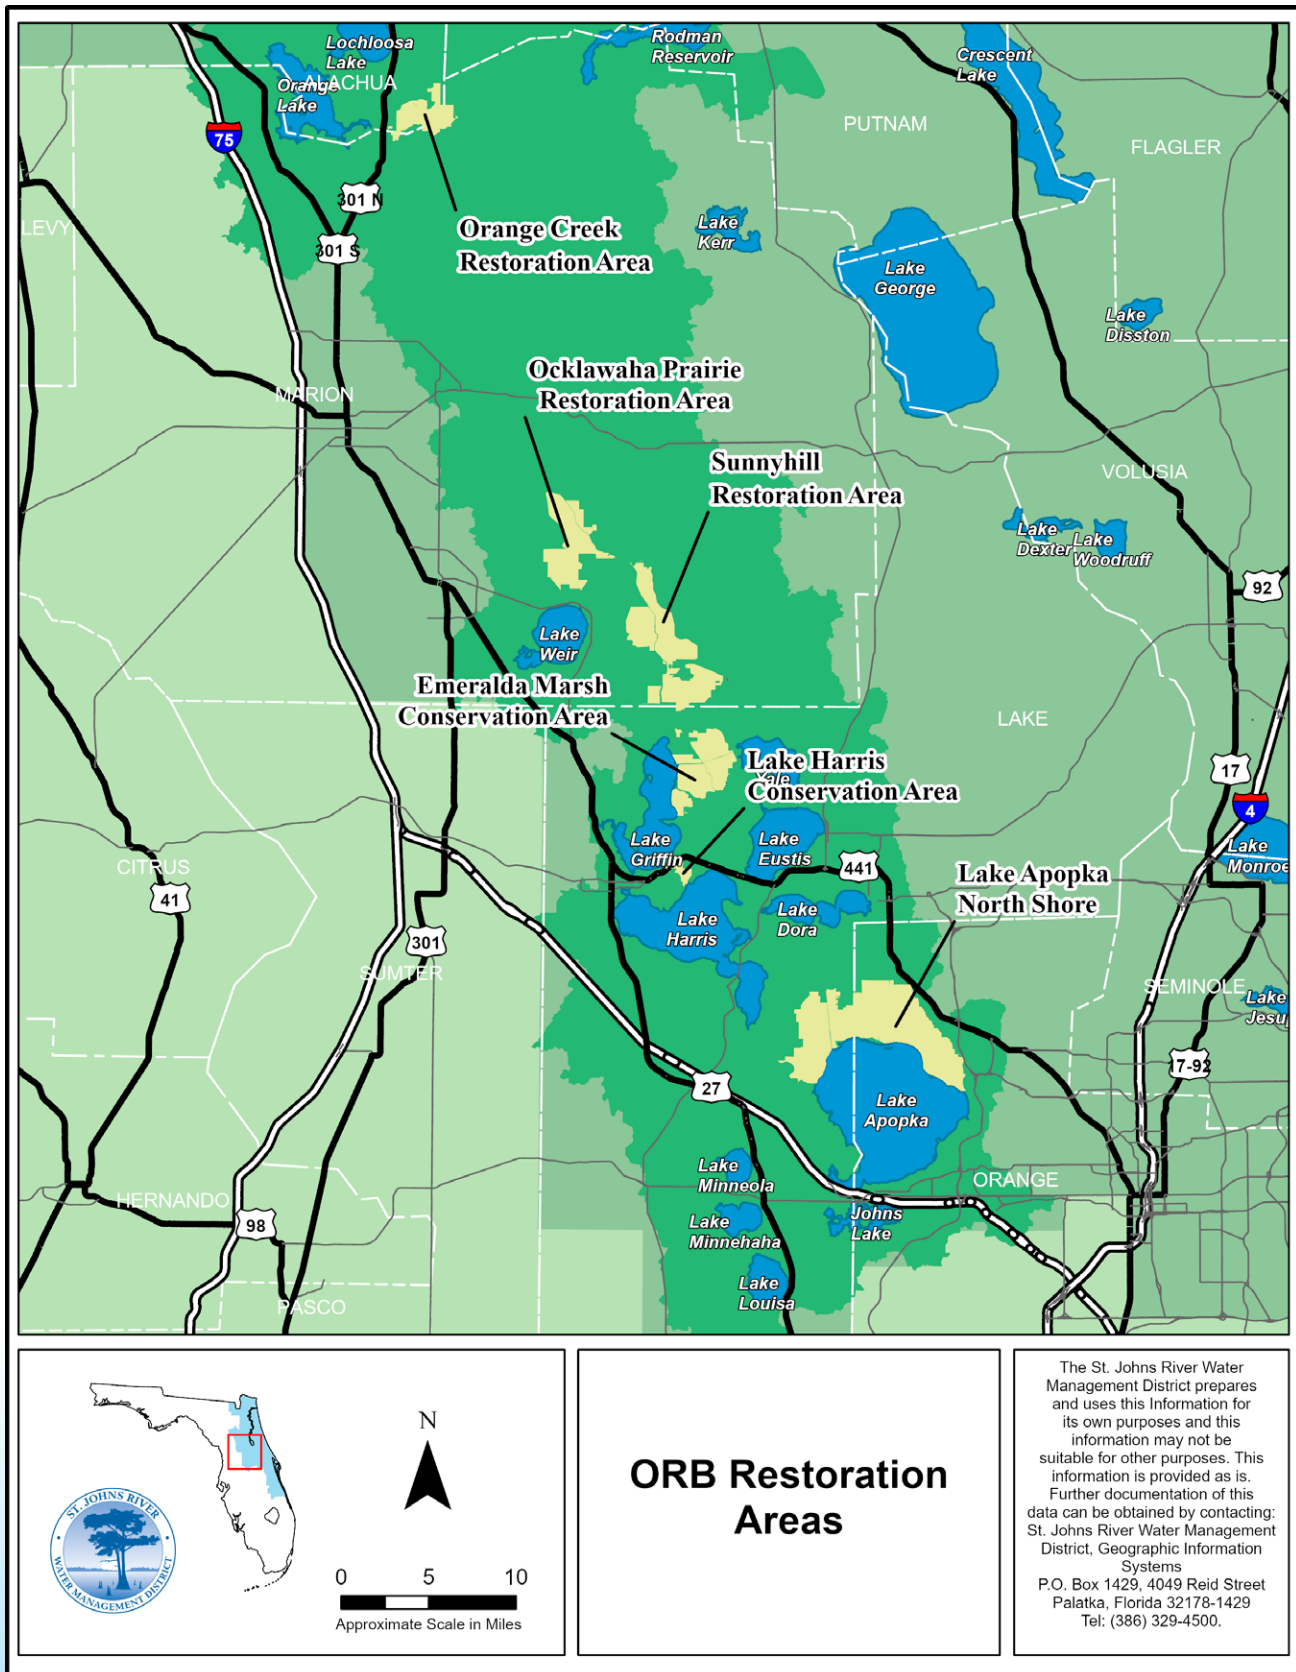 Lochloosa
Lake
Orange
Lake
ALACHUA
Rodman
Reservoir
Crescent
Lake
PUTNAM
FLAGLER
75
301 N
301 S
LEVY
Orange Creek
Restoration Area
Lake
Kerr
Lake
George
Lake
Disston
MARION
Ocklawaha Prairie
Restoration Area
Sunnyhill
Restoration Area
VOLUSIA
Lake
Dexter
Lake
Woodruff
92
Lake
Weir
Emeralda Marsh
Conservation Area
LAKE
Lake Harris
Conservation Area
17
4
Lake
Griffin
Lake
Eustis
441
Lake
Monroe
CITRUS
41
Lake Apopka
North Shore
Lake
Harris
Lake
Dora
301
SUMTER
SEMINOLE
Lake
Jesup
17-92
27
Lake
Apopka
Lake
Minneola
ORANGE
HERNANDO
98
Lake
Minnehaha
Johns
Lake
Lake
Louisa
PASCO
ST. JOHNS RIVER
WATER MANAGEMENT DISTRICT
N
0 5 10
Approximate Scale in Miles
ORB Restoration
Areas
The St. Johns River Water
Management District prepares
and uses this Information for
its own purposes and this
information may not be
suitable for other purposes. This
information is provided as is.
Further documentation of this
data can be obtained by contacting:
St. Johns River Water Management
District, Geographic Information
Systems
P.O. Box 1429, 4049 Reid Street
Palatka, Florida 32178-1429
Tel: (386) 329-4500.